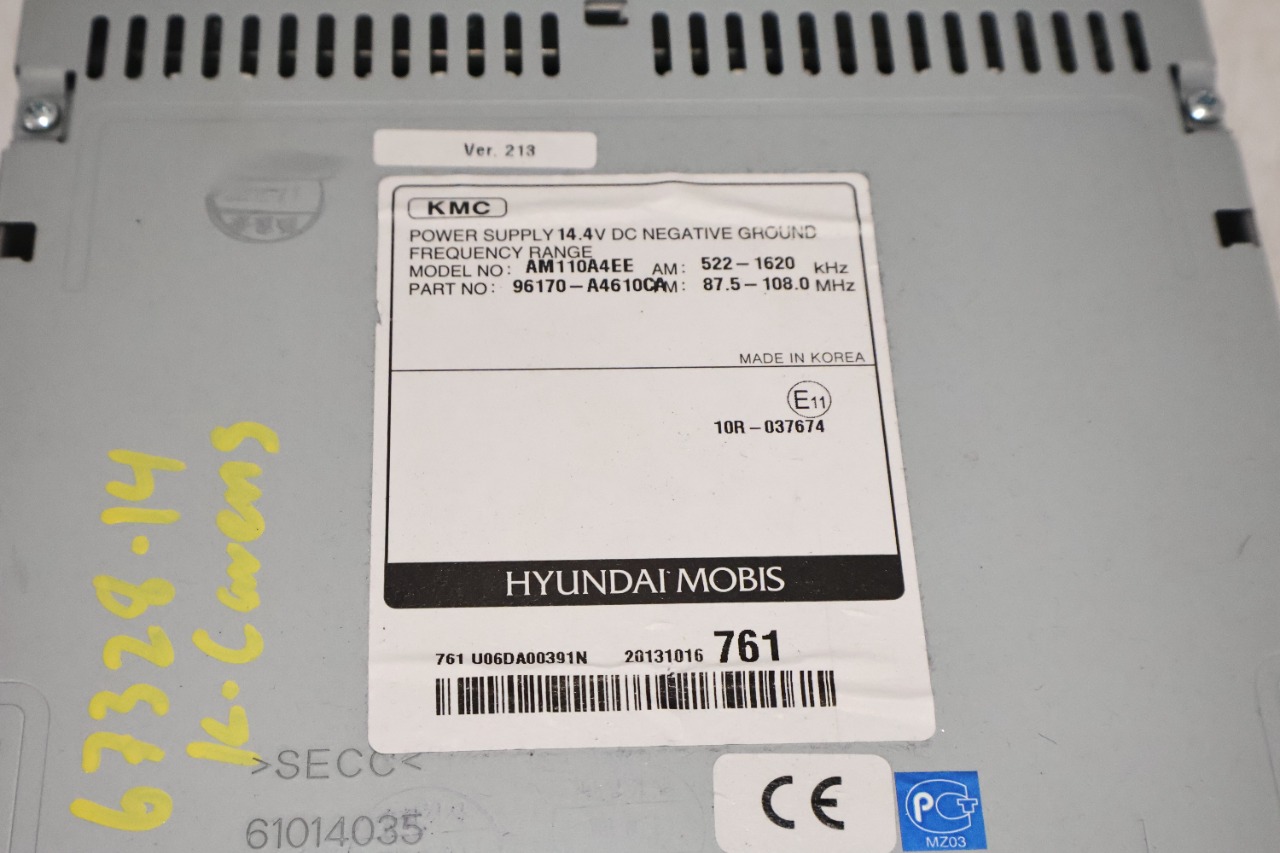 Ver. 213
KMC
POWER SUPPLY 14.4V DC NEGATIVE GROUND
FREQUENCY RANGE
MODEL NO: AM110A4EE AM: 522-1620 kHz
PART NO: 96170-A4610CA FM: 87.5-108.0 MHz
MADE IN KOREA
E11
10R-037674
HYUNDAI MOBIS
761 U06DA00391N 20131016 761
>SECC<
61014035
CE
PCT
MZ03
67328.14
K.Carens